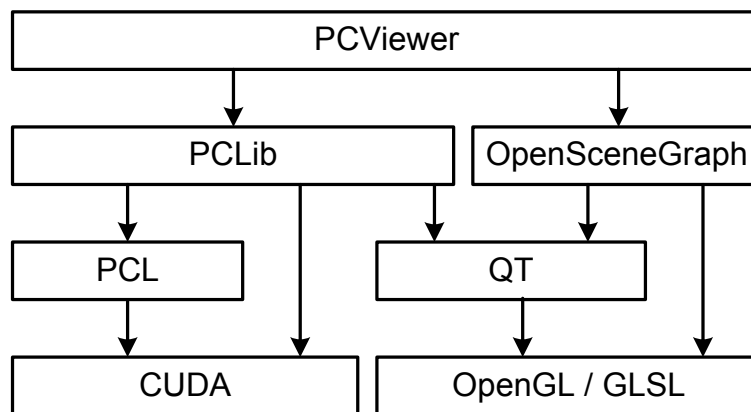 PCViewer
PCLib
OpenSceneGraph
PCL
QT
CUDA
OpenGL / GLSL